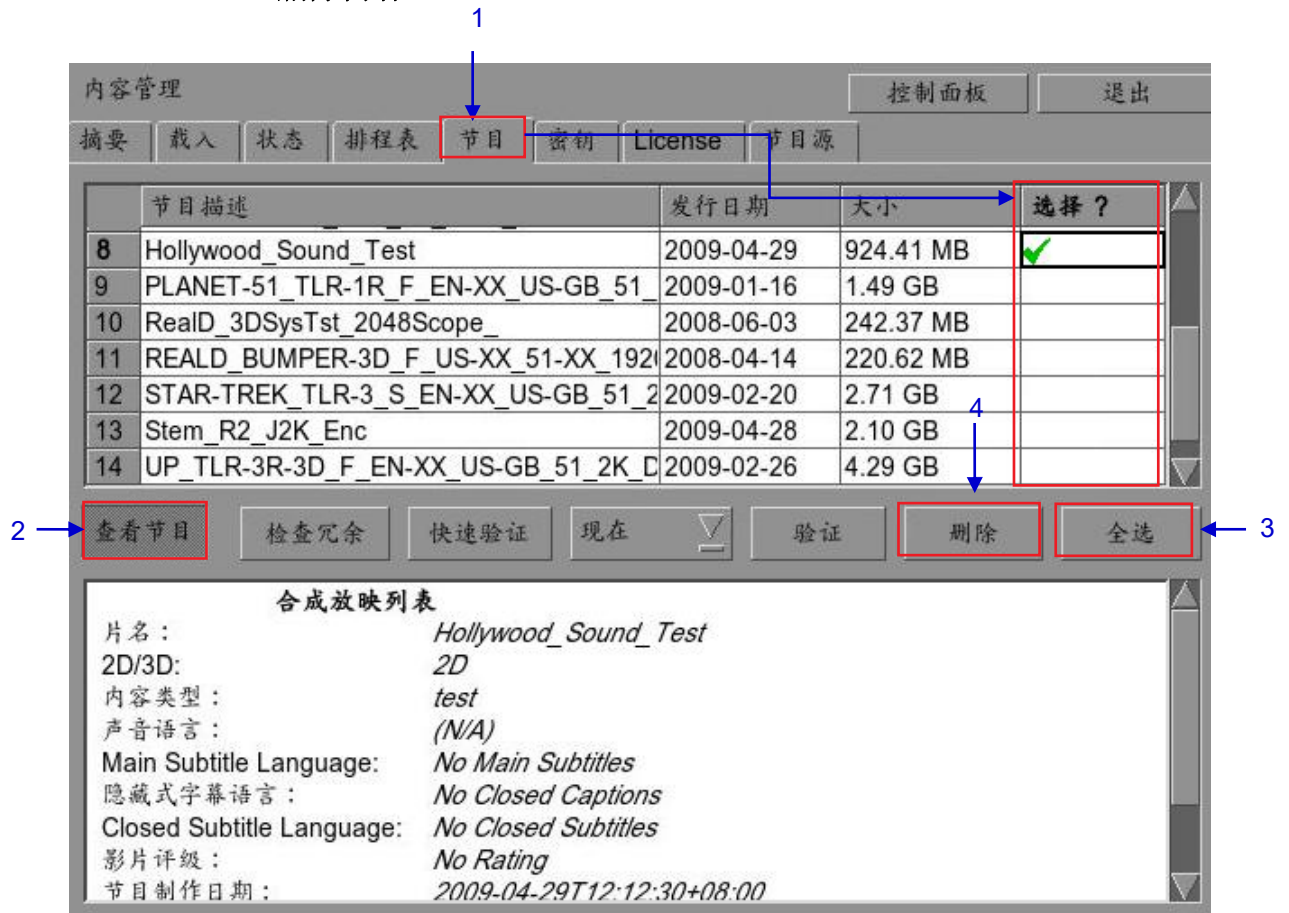 1
内容管理 控制面板 退出
摘要 载入 状态 排程表 节目 密钥 License 节目源
节目描述 发行日期 大小 选择？
8 Hollywood_Sound_Test 2009-04-29 924.41 MB
9 PLANET-51_TLR-1R_F_EN-XX_US-GB_51_ 2009-01-16 1.49 GB
10 RealD_3DSysTst_2048Scope_ 2008-06-03 242.37 MB
11 REALD_BUMPER-3D_F_US-XX_51-XX_192 2008-04-14 220.62 MB
12 STAR-TREK_TLR-3_S_EN-XX_US-GB_51_2 2009-02-20 2.71 GB
4
13 Stem_R2_J2K_Enc 2009-04-28 2.10 GB
14 UP_TLR-3R-3D_F_EN-XX_US-GB_51_2K_D 2009-02-26 4.29 GB
2 查看节目 检查冗余 快速验证 现在 验证 删除 全选 3
合成放映列表
片名： Hollywood_Sound_Test
2D/3D: 2D
内容类型： test
声音语言： (N/A)
Main Subtitle Language: No Main Subtitles
隐藏式字幕语言： No Closed Captions
Closed Subtitle Language: No Closed Subtitles
影片评级： No Rating
节目制作日期： 2009-04-29T12:12:30+08:00